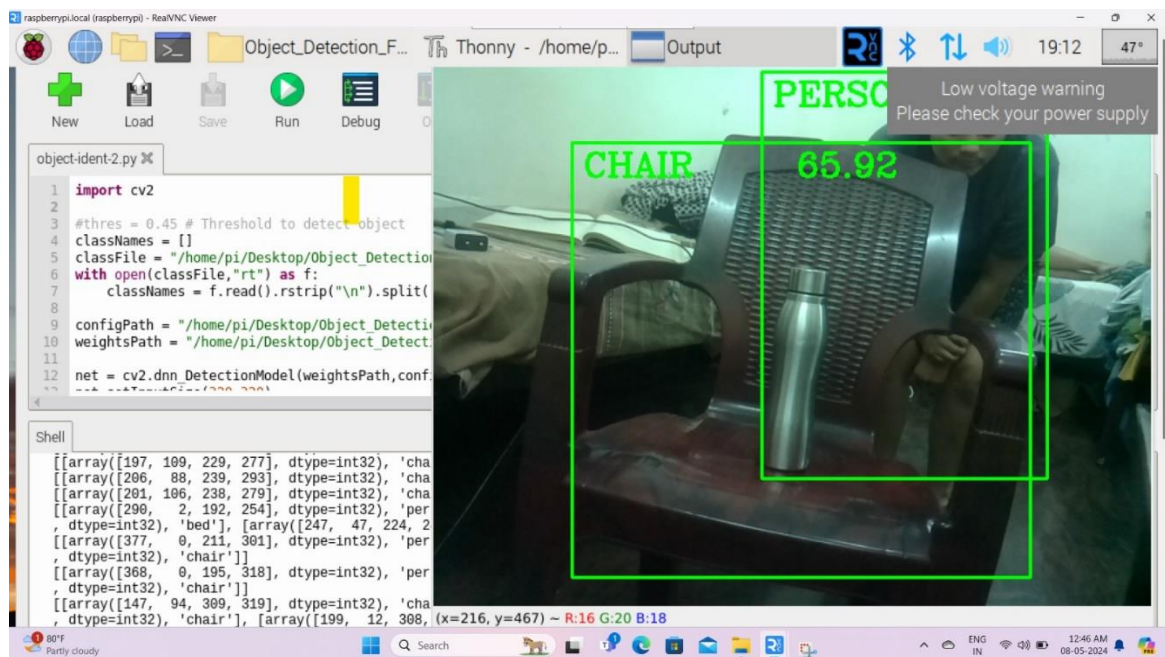 raspberrypi.local (raspberrypi) - RealVNC Viewer
Object_Detection_F... Thonny - /home/p... Output 19:12 47°
Low voltage warning
Please check your power supply
New Load Save Run Debug
object-ident-2.py
1 import cv2
2
3 #thres = 0.45 # Threshold to detect object
4 classNames = []
5 classFile = "/home/pi/Desktop/Object_Detection
6 with open(classFile,"rt") as f:
7 classNames = f.read().rstrip("\n").split(
8
9 configPath = "/home/pi/Desktop/Object_Detecti
10 weightsPath = "/home/pi/Desktop/Object_Detect
11
12 net = cv2.dnn_DetectionModel(weightsPath,conf
Shell
[[array([197, 109, 229, 277], dtype=int32), 'cha
[[array([206, 88, 239, 293], dtype=int32), 'cha
[[array([201, 106, 238, 279], dtype=int32), 'cha
[[array([290, 2, 192, 254], dtype=int32), 'per
, dtype=int32), 'bed'], [array([247, 47, 224, 2
[[array([377, 0, 211, 301], dtype=int32), 'per
, dtype=int32), 'chair']]
[[array([368, 0, 195, 318], dtype=int32), 'per
, dtype=int32), 'chair']]
[[array([147, 94, 309, 319], dtype=int32), 'cha
, dtype=int32), 'chair'], [array([199, 12, 308,
PERSO
CHAIR 65.92
(x=216, y=467) ~ R:16 G:20 B:18
80°F
Partly cloudy
Search
ENG
IN
12:46 AM
08-05-2024